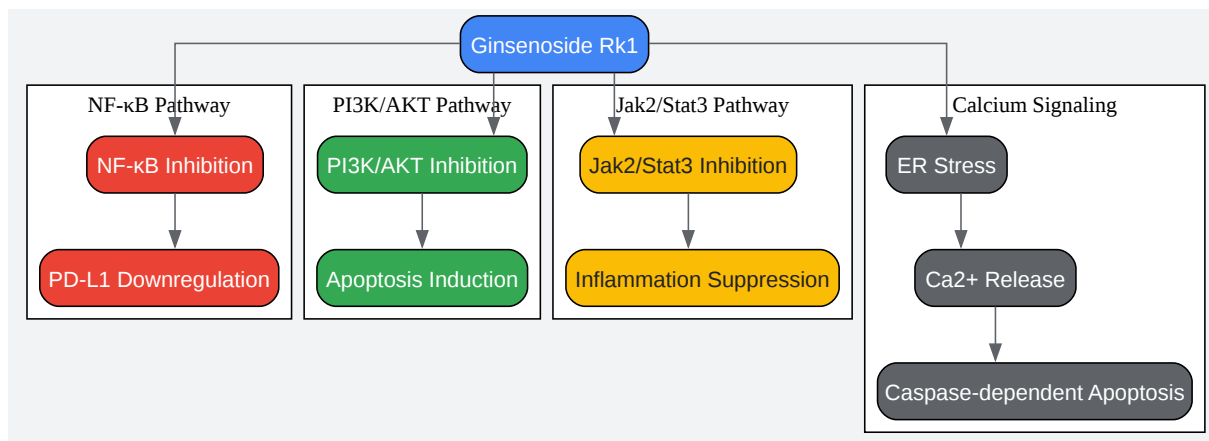 Ginsenoside Rk1
NF-κB Pathway
PI3K/AKT Pathway
Jak2/Stat3 Pathway
Calcium Signaling
NF-κB Inhibition
PI3K/AKT Inhibition
Jak2/Stat3 Inhibition
ER Stress
PD-L1 Downregulation
Apoptosis Induction
Inflammation Suppression
Ca2+ Release
Caspase-dependent Apoptosis